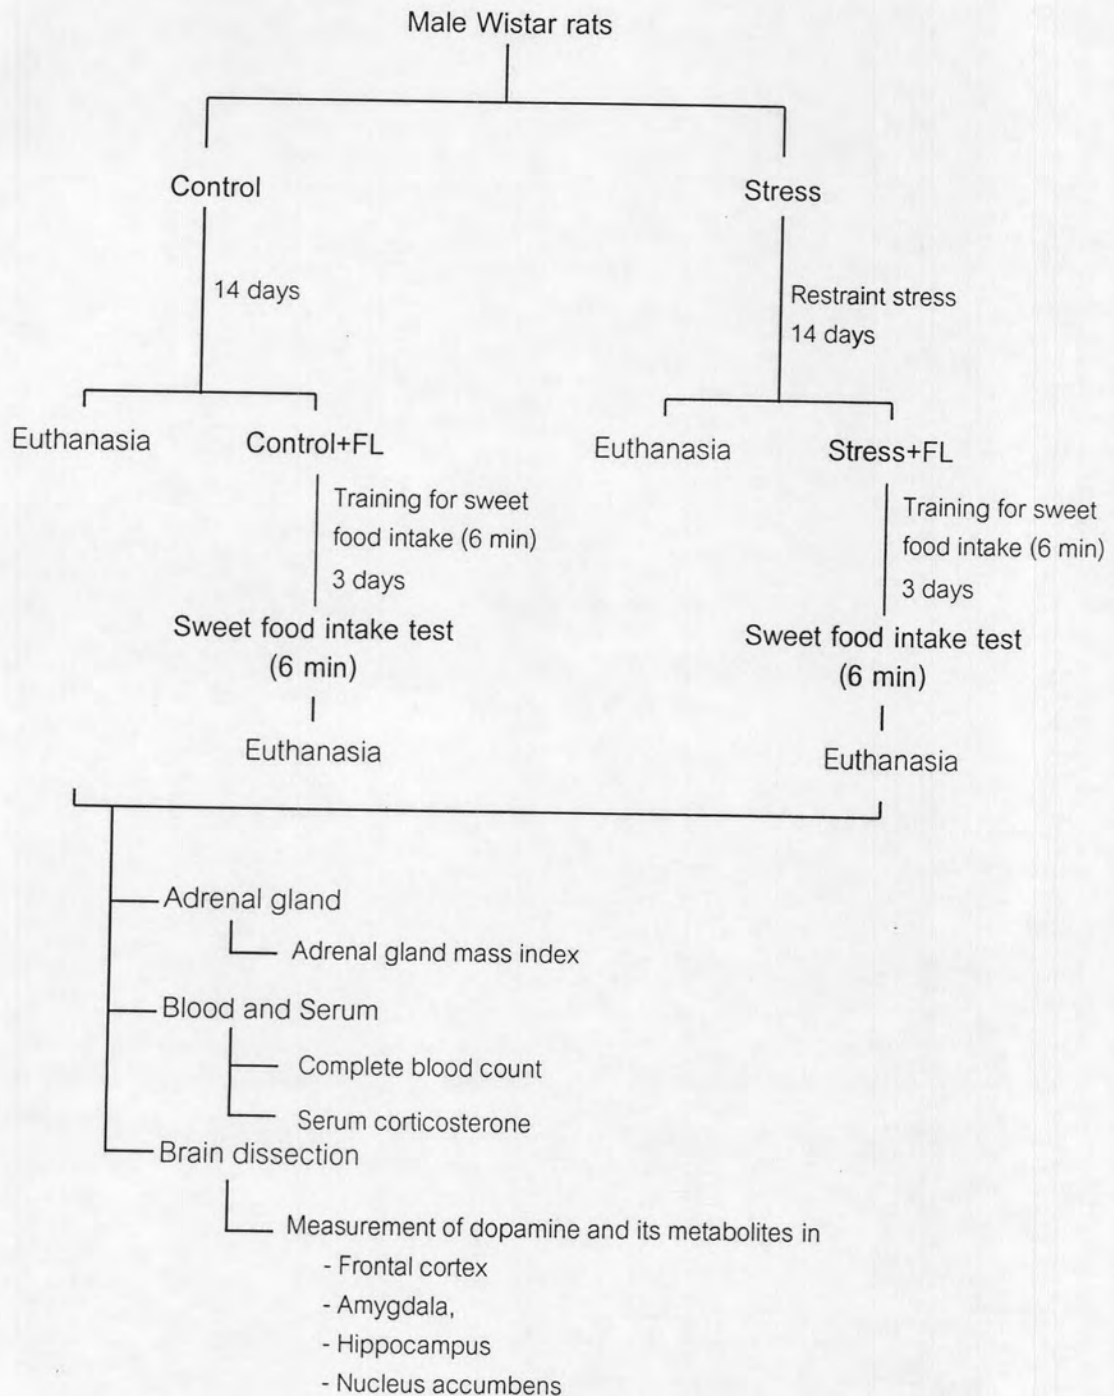 Male Wistar rats
Control
Stress
14 days
Restraint stress
14 days
Euthanasia
Control+FL
Euthanasia
Stress+FL
Training for sweet
food intake (6 min)
3 days
Training for sweet
food intake (6 min)
3 days
Sweet food intake test
(6 min)
Sweet food intake test
(6 min)
Euthanasia
Euthanasia
Adrenal gland
Adrenal gland mass index
Blood and Serum
Complete blood count
Serum corticosterone
Brain dissection
Measurement of dopamine and its metabolites in
- Frontal cortex
- Amygdala,
- Hippocampus
- Nucleus accumbens